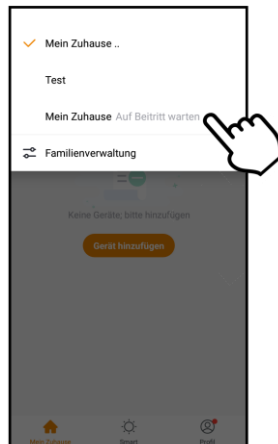 Mein Zuhause ..
Test
Mein Zuhause Auf Beitritt warten
Familienverwaltung
Keine Geräte, bitte hinzufügen
Gerät hinzufügen
Mein Zuhause Smart Profil